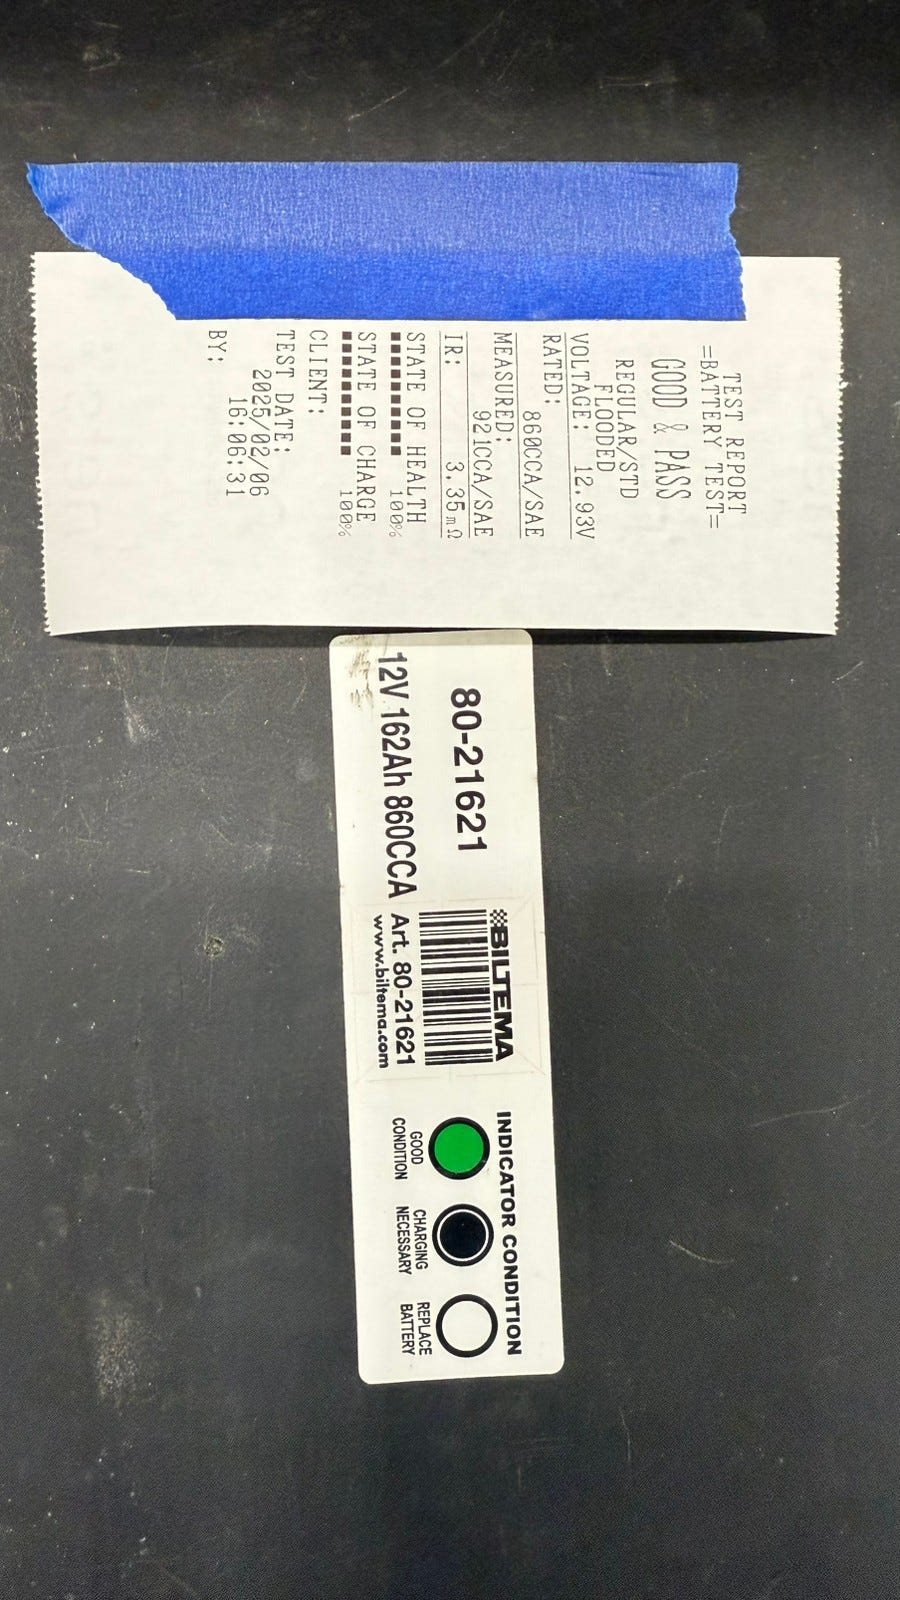 TEST REPORT
=BATTERY TEST=
GOOD & PASS
REGULAR/STD
FLOODED
VOLTAGE: 12.93V
RATED:
860CCA/SAE
MEASURED:
921CCA/SAE
IR: 3.35mΩ
STATE OF HEALTH
100%
STATE OF CHARGE
100%
CLIENT:
TEST DATE:
2025/02/06
16:06:31
BY:
80-21621
12V 162Ah 860CCA
BILTEMA
Art. 80-21621
www.biltema.com
INDICATOR CONDITION
GOOD
CONDITION
CHARGING
NECESSARY
REPLACE
BATTERY